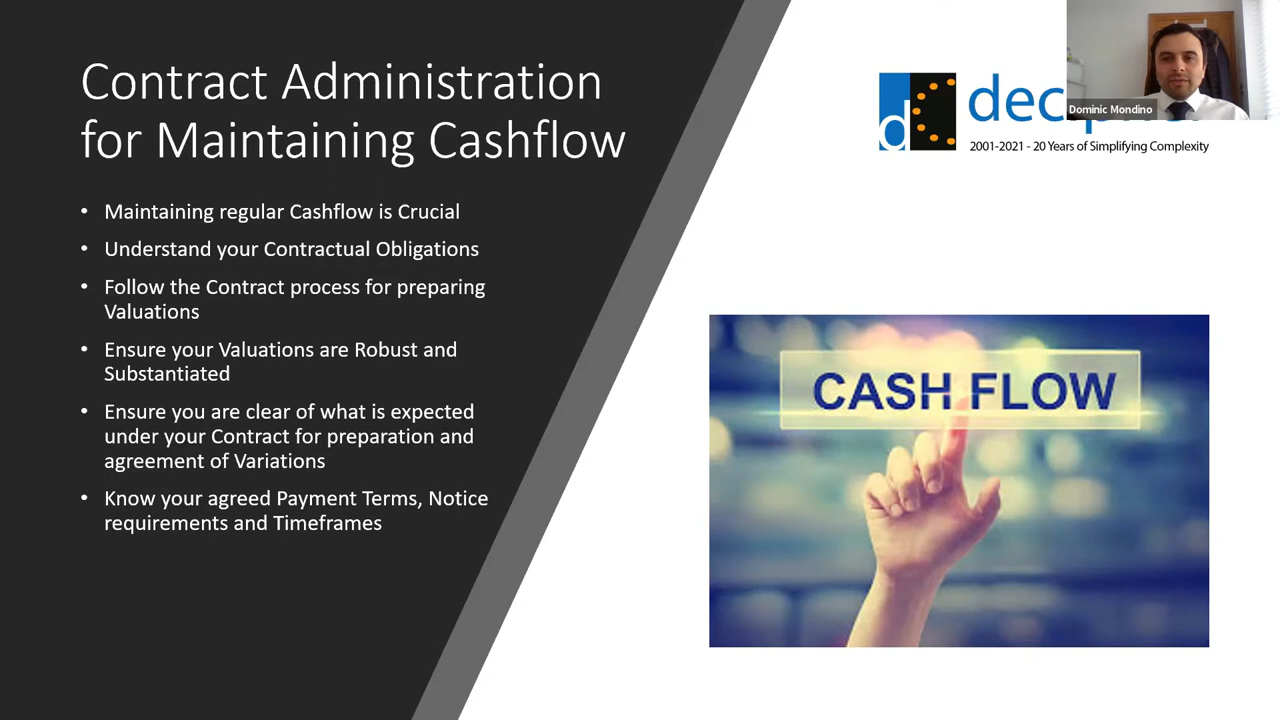 Contract Administration
for Maintaining Cashflow
• Maintaining regular Cashflow is Crucial
• Understand your Contractual Obligations
• Follow the Contract process for preparing
Valuations
• Ensure your Valuations are Robust and
Substantiated
• Ensure you are clear of what is expected
under your Contract for preparation and
agreement of Variations
• Know your agreed Payment Terms, Notice
requirements and Timeframes
Dominic Mondino
2001-2021 - 20 Years of Simplifying Complexity
CASH FLOW